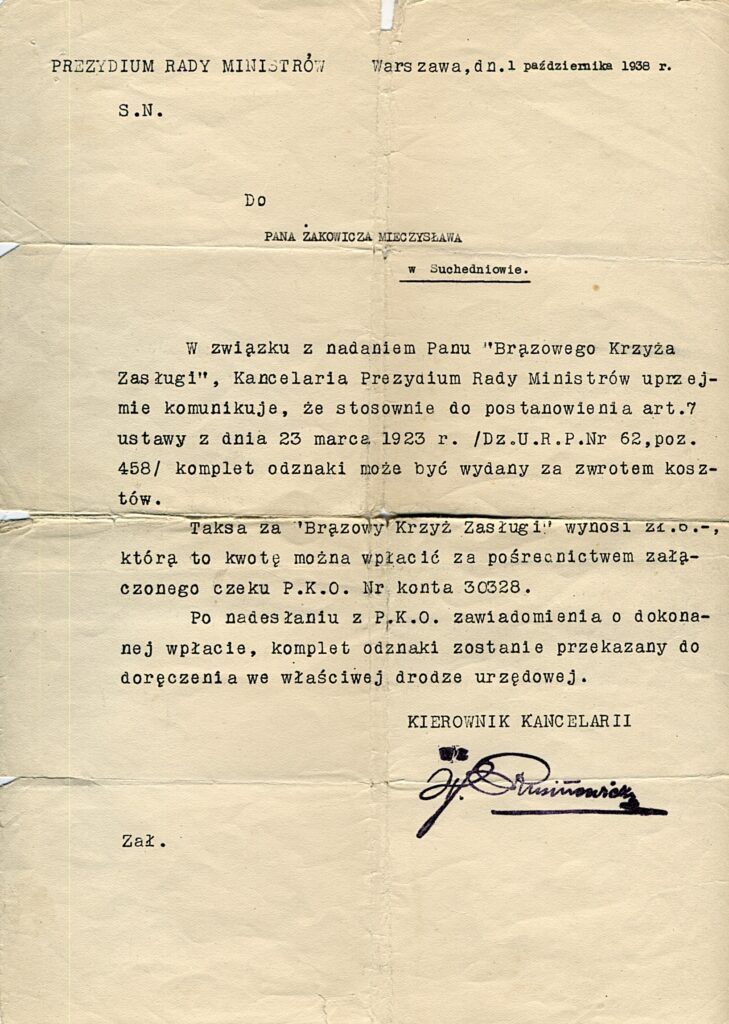 PREZYDIUM RADY MINISTRÓW Warszawa, dn. 1 października 1938 r.
S.N.
Do
PANA ŻAKOWICZA MIECZYSŁAWA
w Suchedniowie.
W związku z nadaniem Panu "Brązowego Krzyża
Zasługi", Kancelaria Prezydium Rady Ministrów uprzej-
mie komunikuje, że stosownie do postanowienia art.7
ustawy z dnia 23 marca 1923 r. /Dz.U.R.P.Nr 62,poz.
458/ komplet odznaki może być wydany za zwrotem kosz-
tów.
Taksa za "Brązowy Krzyż Zasługi" wynosi zł.
którą to kwotę można wpłacić za pośrednictwem załą-
czonego czeku P.K.O. Nr konta 30328.
Po nadesłaniu z P.K.O. zawiadomienia o dokona-
nej wpłacie, komplet odznaki zostanie przekazany do
doręczenia we właściwej drodze urzędowej.
KIEROWNIK KANCELARII
Zał.